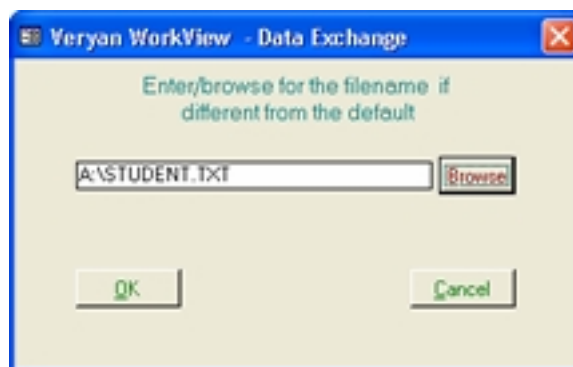 Veryan WorkView - Data Exchange
Enter/browse for the filename if
different from the default
A:\STUDENT.TXT
Browse
OK
Cancel